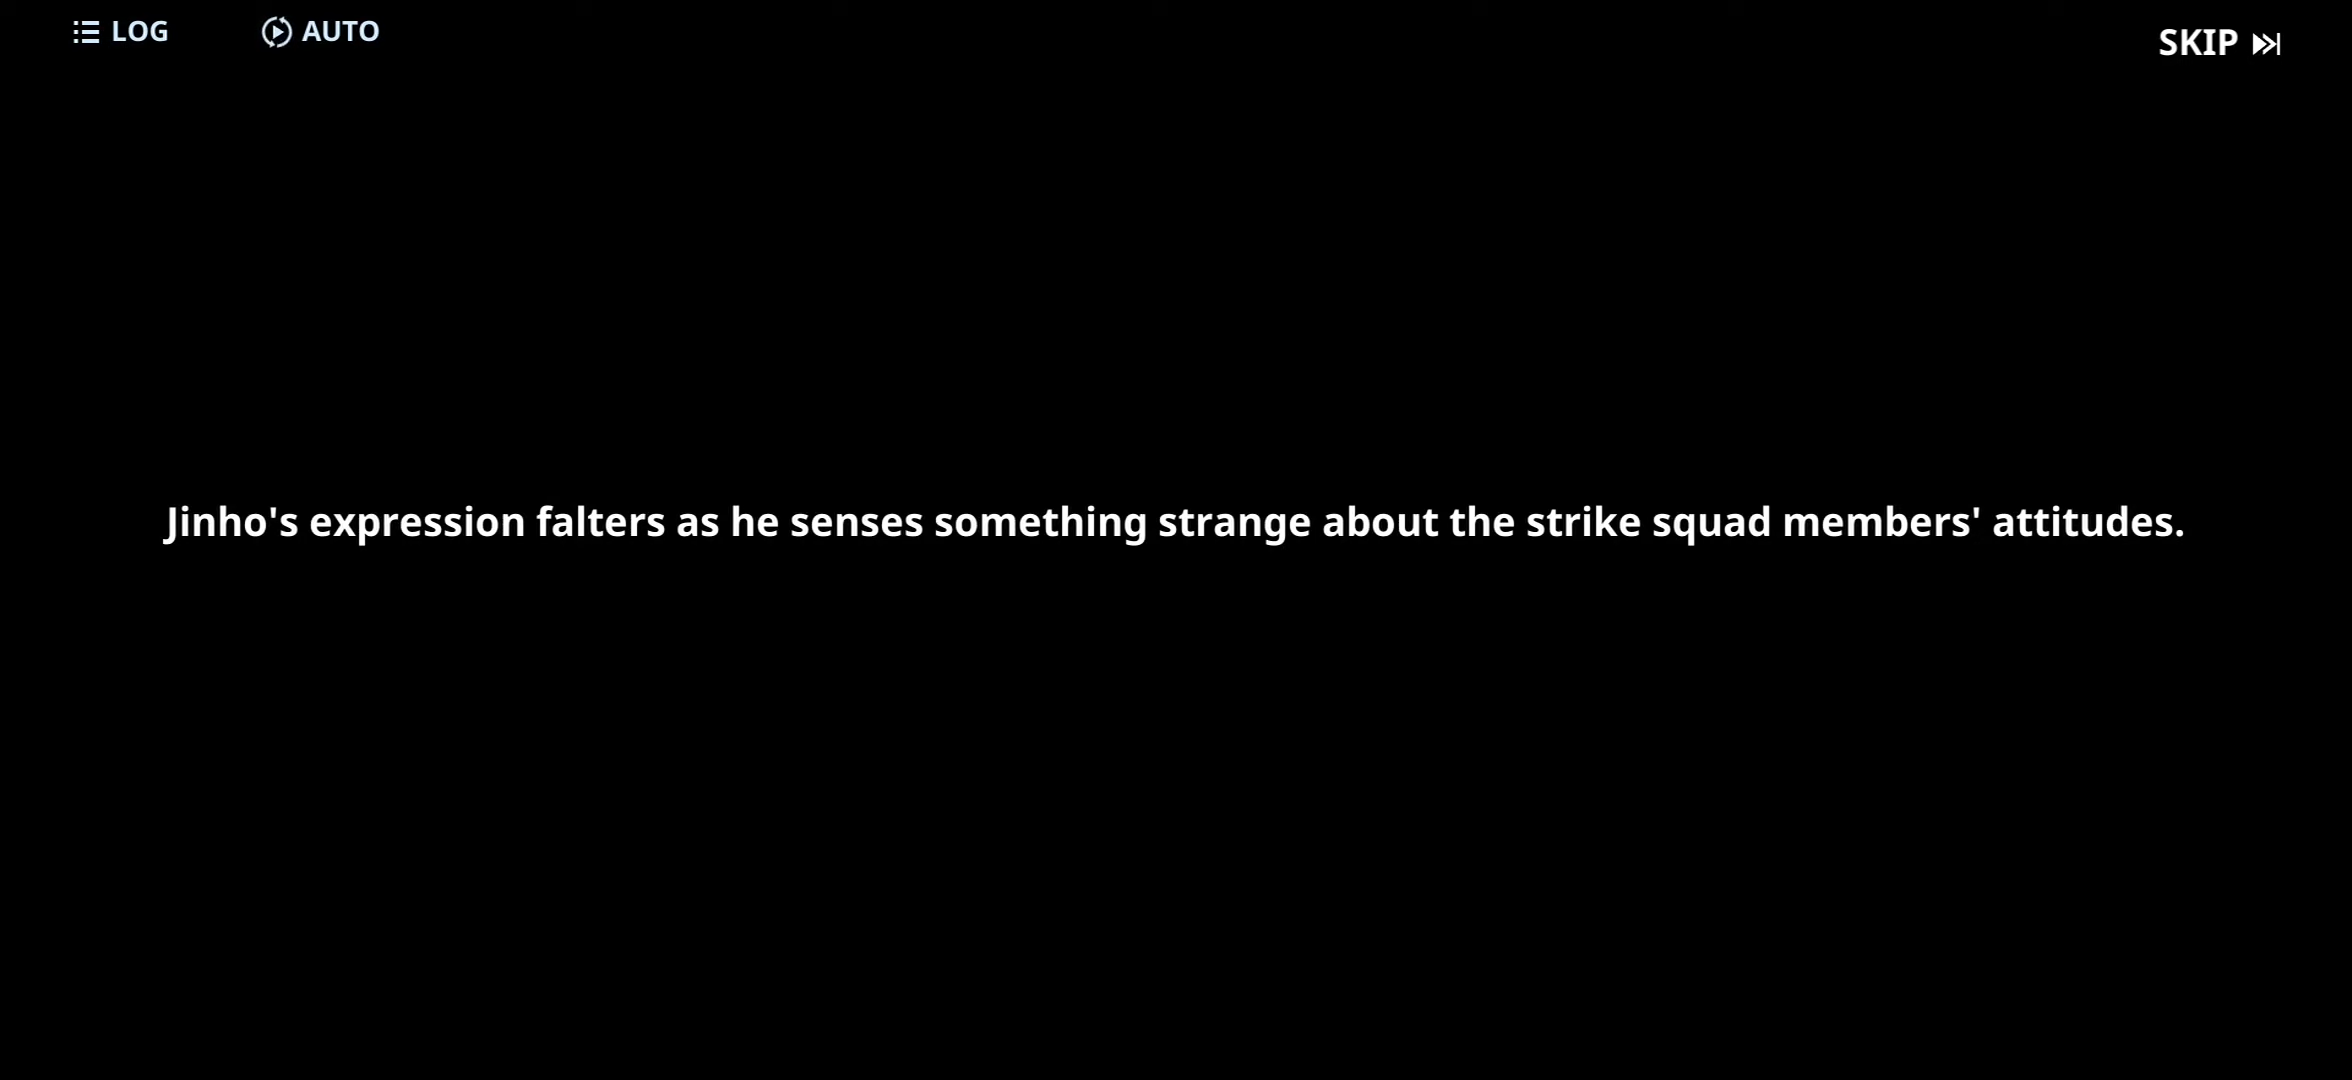 LOG
AUTO
SKIP
Jinho's expression falters as he senses something strange about the strike squad members' attitudes.